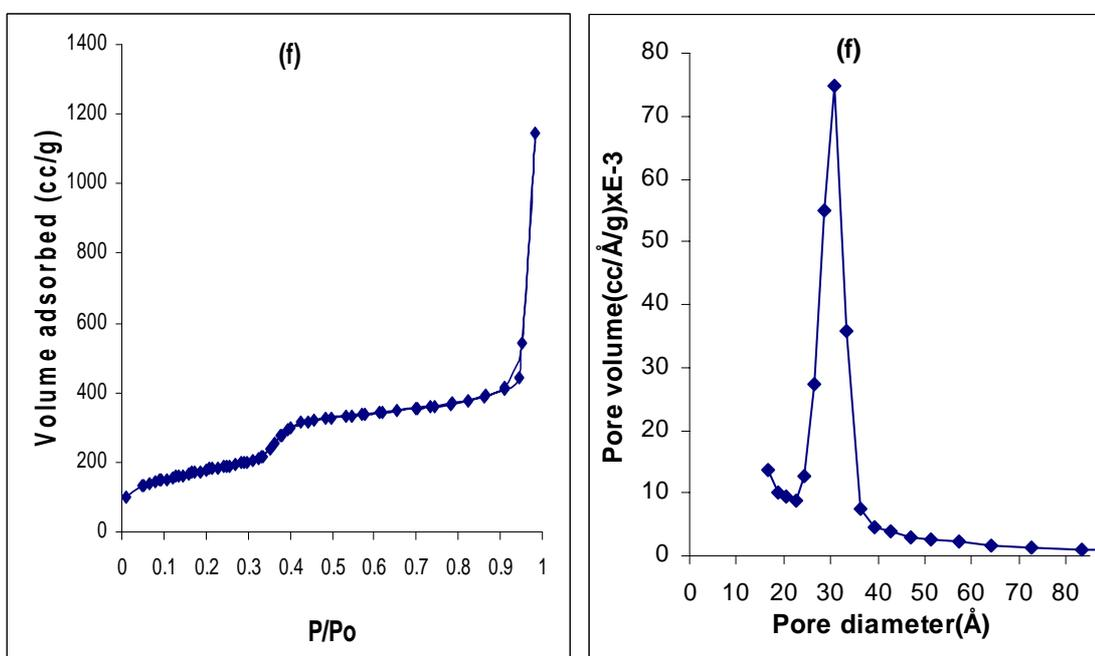 (f)
1400
1200
1000
800
600
400
200
0
0 0.1 0.2 0.3 0.4 0.5 0.6 0.7 0.8 0.9 1
Volume adsorbed (cc/g)
P/Po
(f)
80
70
60
50
40
30
20
10
0
0 10 20 30 40 50 60 70 80
Pore volume(cc/Å/g)xE-3
Pore diameter(Å)